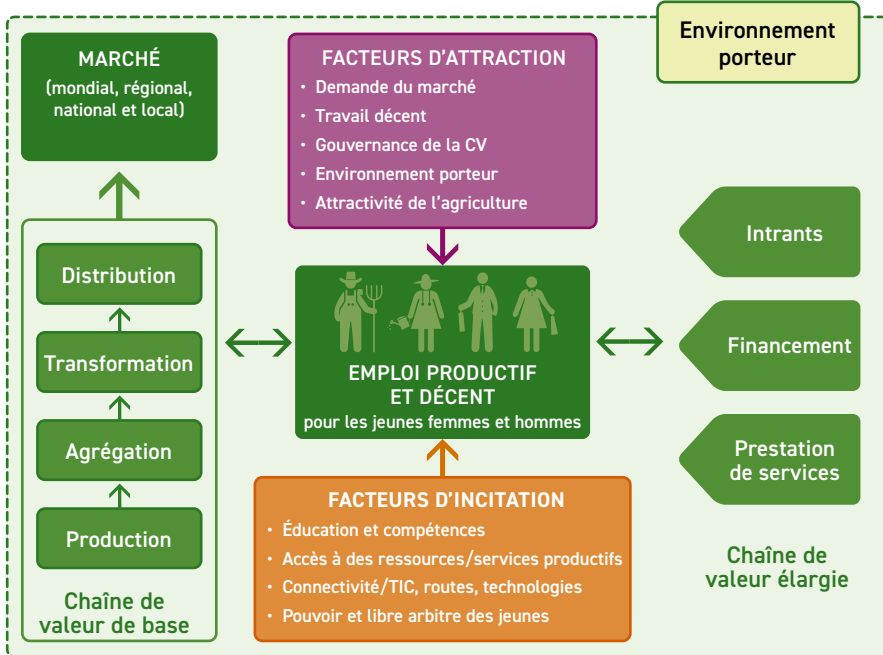 MARCHÉ
(mondial, régional,
national et local)
Distribution
Transformation
Agrégation
Production
Chaîne de
valeur de base
FACTEURS D'ATTRACTION
· Demande du marché
· Travail décent
· Gouvernance de la CV
· Environnement porteur
· Attractivité de l'agriculture
EMPLOI PRODUCTIF
ET DÉCENT
pour les jeunes femmes et hommes
FACTEURS D'INCITATION
· Éducation et compétences
· Accès à des ressources/services productifs
· Connectivité/TIC, routes, technologies
· Pouvoir et libre arbitre des jeunes
Environnement
porteur
Intrants
Financement
Prestation
de services
Chaîne de
valeur élargie